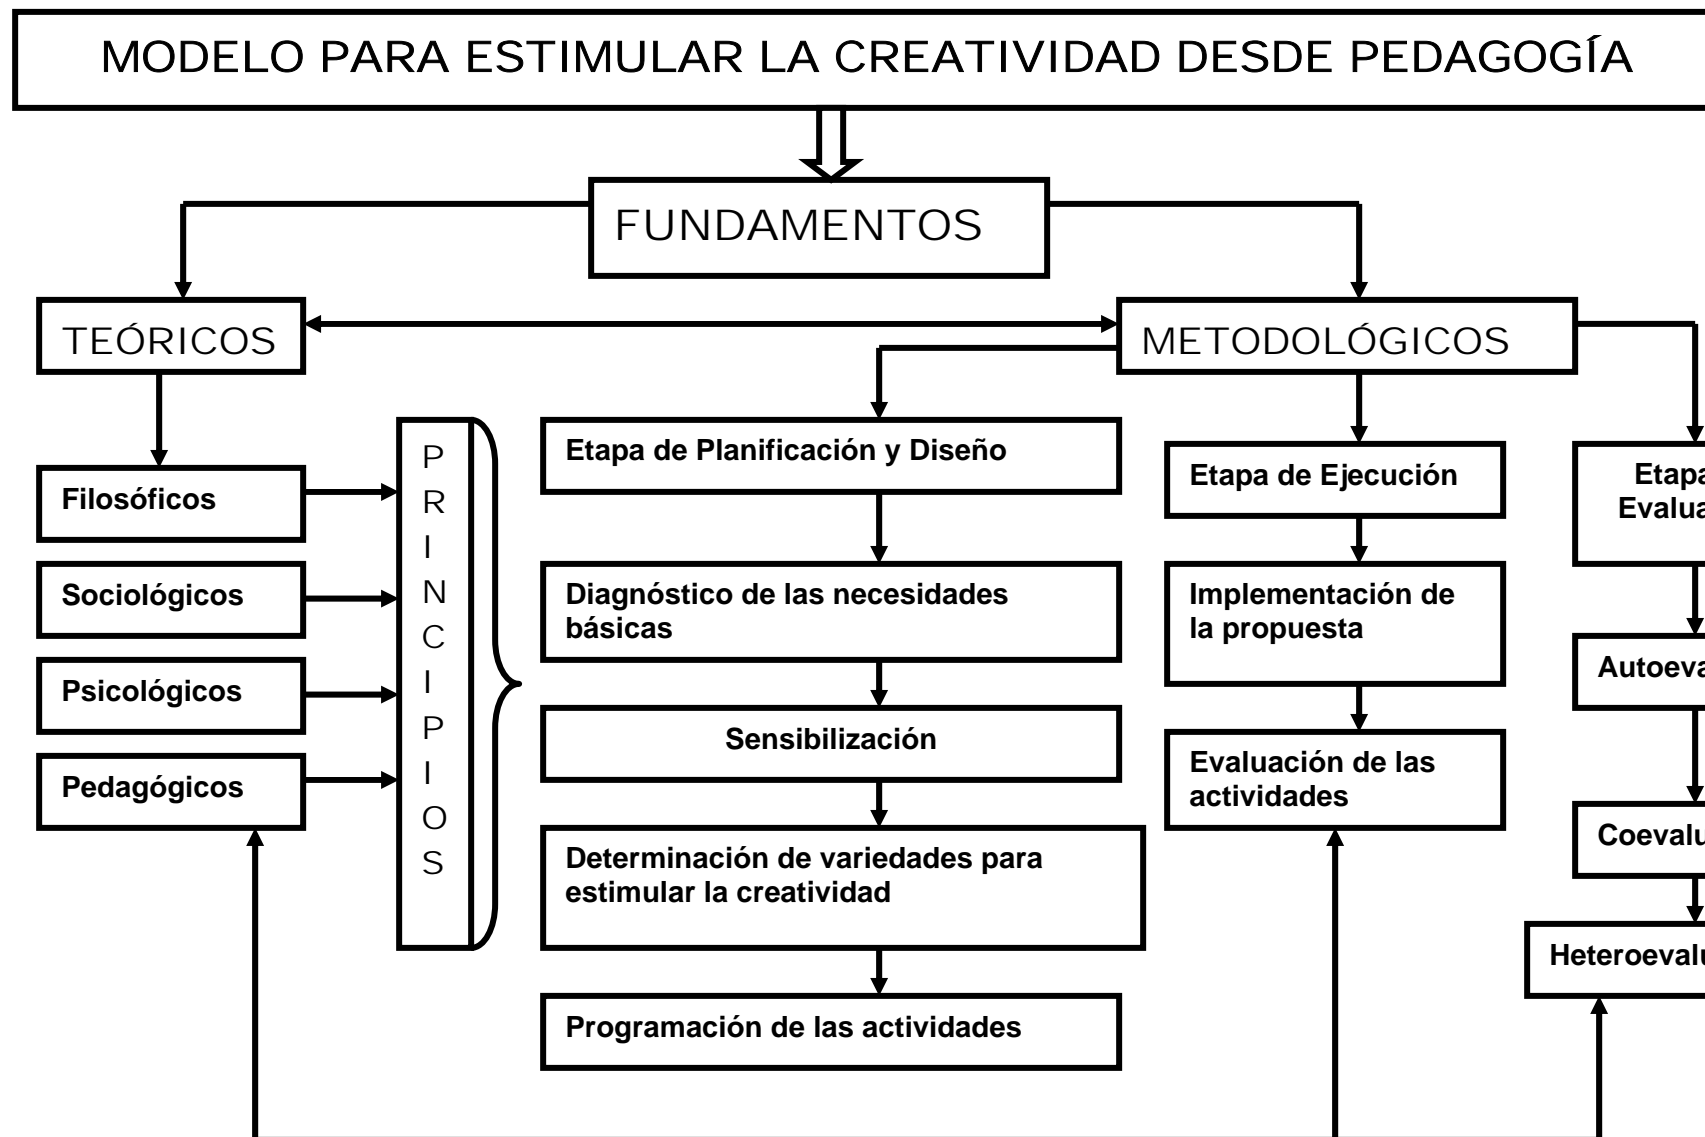 MODELO PARA ESTIMULAR LA CREATIVIDAD DESDE PEDAGOGÍA
FUNDAMENTOS
TEÓRICOS
METODOLÓGICOS
Filosóficos
Sociológicos
Psicológicos
Pedagógicos
P
R
I
N
C
I
P
I
O
S
Etapa de Planificación y Diseño
Diagnóstico de las necesidades
básicas
Sensibilización
Determinación de variedades para
estimular la creatividad
Programación de las actividades
Etapa de Ejecución
Implementación de
la propuesta
Evaluación de las
actividades
Etapa